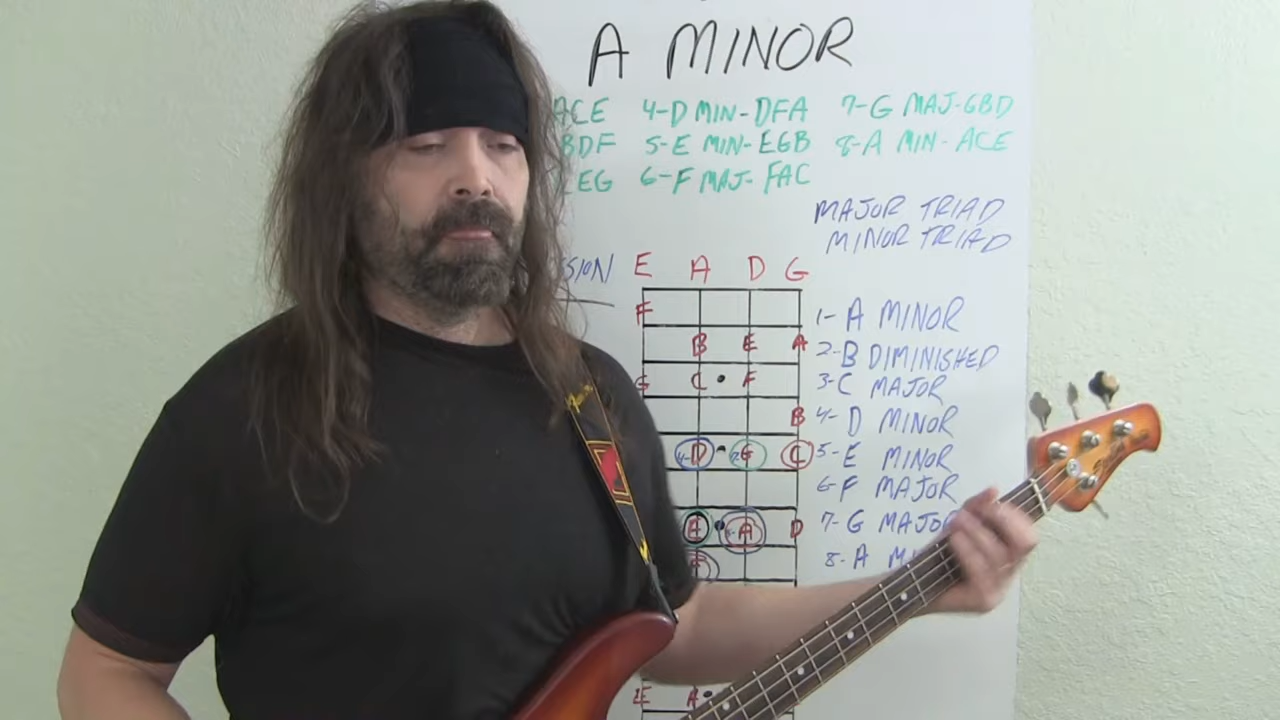 A MINOR
ACE 4-D MIN-DFA 7-G MAJ-GBD
BDF 5-E MIN-EGB 8-A MIN-ACE
EG 6-F MAJ-FAC
MAJOR TRIAD
MINOR TRIAD
SION E A D G
F
B E A
G C F
B
4-D G C
E A D
F
E A
1-A MINOR
2-B DIMINISHED
3-C MAJOR
4-D MINOR
5-E MINOR
6-F MAJOR
7-G MAJO
8-A M